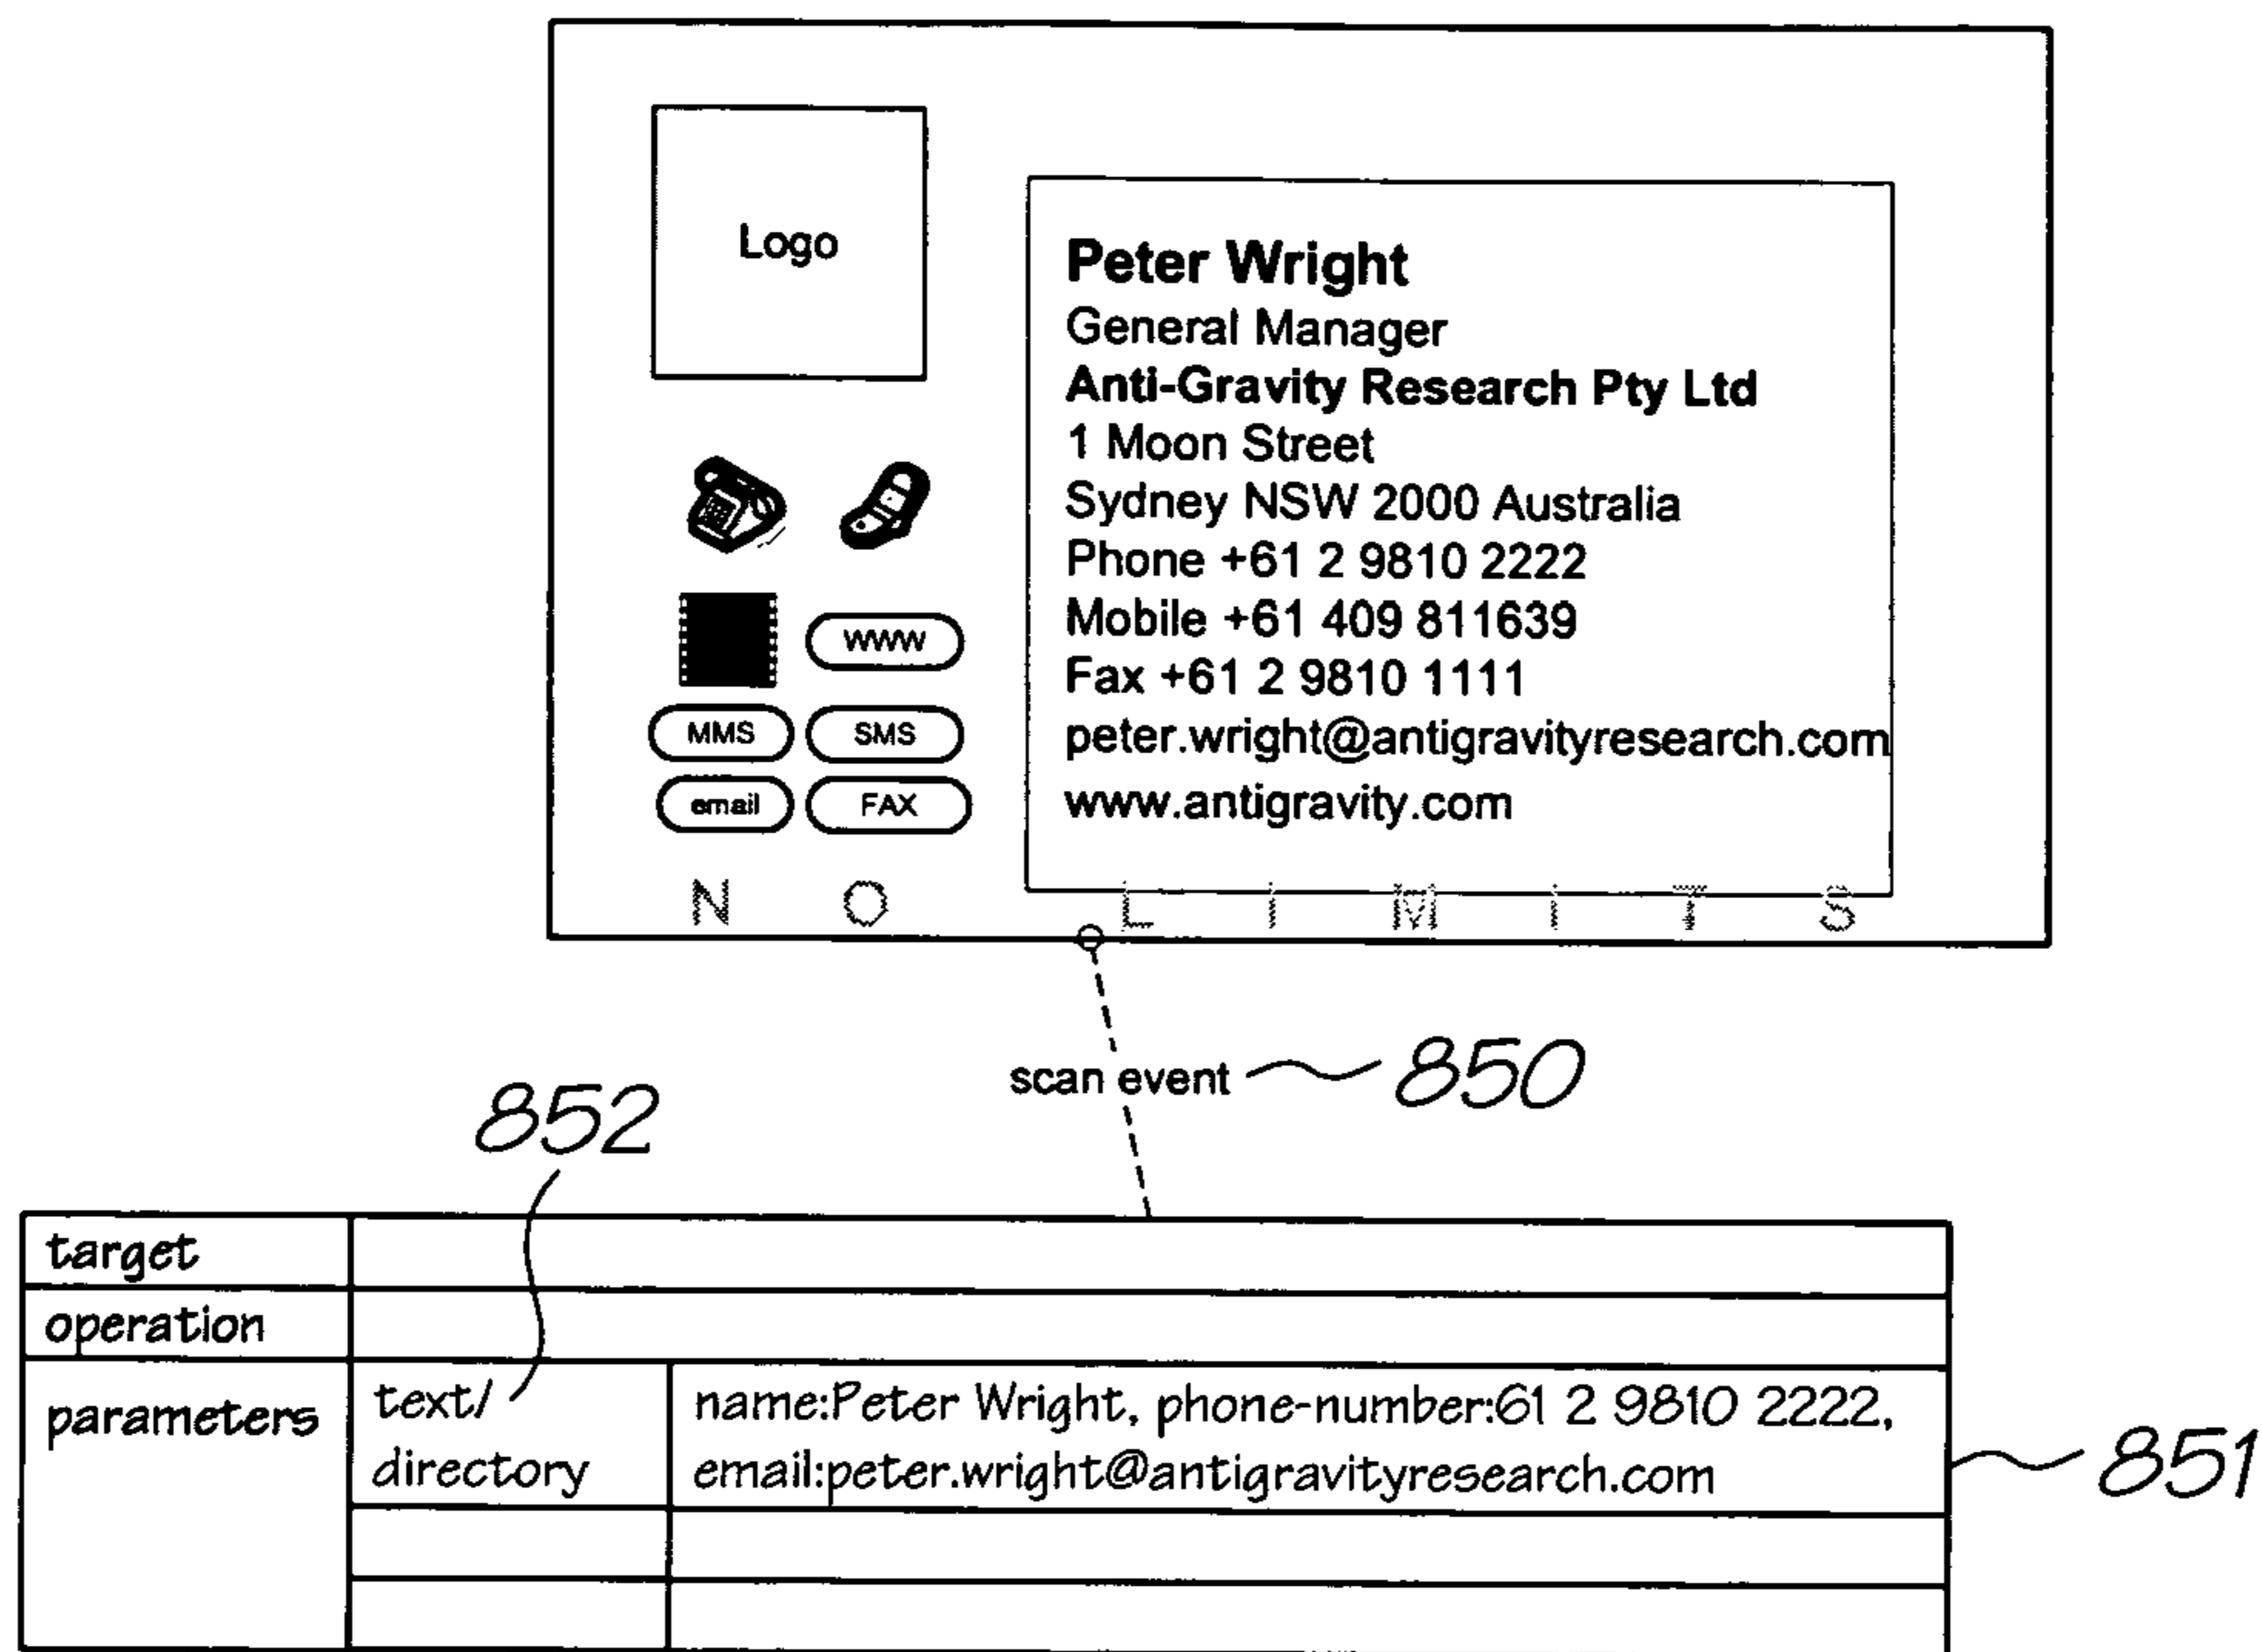 Logo
Peter Wright
General Manager
Anti-Gravity Research Pty Ltd
1 Moon Street
Sydney NSW 2000 Australia
Phone +61 2 9810 2222
Mobile +61 409 811639
Fax +61 2 9810 1111
peter.wright@antigravityresearch.com
www.antigravity.com
WWW
MMS SMS
email FAX
N O L I M I T S
scan event 850
852
target
operation
parameters
text/
directory
name:Peter Wright, phone-number:61 2 9810 2222,
email:peter.wright@antigravityresearch.com
851